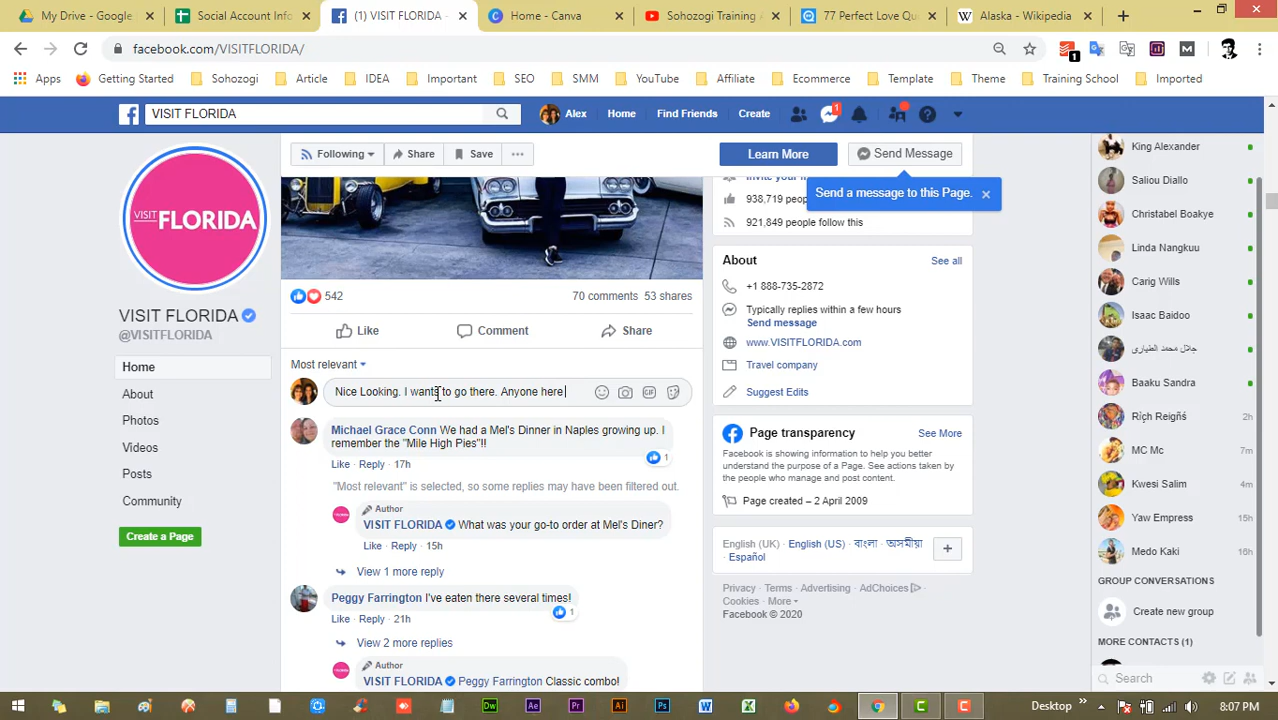 My Drive - Google
Social Account Info
(1) VISIT FLORIDA -
Home - Canva
Sohozogi Training
77 Perfect Love Qu
Alaska - Wikipedia
facebook.com/VISITFLORIDA/
1
Apps
Getting Started
Sohozogi
Article
IDEA
Important
SEO
SMM
YouTube
Affiliate
Ecommerce
Template
Theme
Training School
Imported
VISIT FLORIDA
Alex
Home
Find Friends
Create
1
Following
Share
Save
Learn More
Send Message
Send a message to this Page.
VISIT FLORIDA
VISIT FLORIDA
@VISITFLORIDA
Home
About
Photos
Videos
Posts
Community
Create a Page
542
70 comments 53 shares
Like
Comment
Share
Most relevant
Nice Looking. I wants to go there. Anyone here
Michael Grace Conn We had a Mel's Dinner in Naples growing up. I
remember the "Mile High Pies"!!
1
Like · Reply · 17h
"Most relevant" is selected, so some replies may have been filtered out.
Author
VISIT FLORIDA What was your go-to order at Mel's Diner?
Like · Reply · 15h
View 1 more reply
Peggy Farrington I've eaten there several times!
1
Like · Reply · 21h
View 2 more replies
Author
VISIT FLORIDA Peggy Farrington Classic combo!
938,719
921,849 people follow this
About
See all
+1 888-735-2872
Typically replies within a few hours
Send message
www.VISITFLORIDA.com
Travel company
Suggest Edits
Page transparency
See More
Facebook is showing information to help you better
understand the purpose of a Page. See actions taken by
the people who manage and post content.
Page created – 2 April 2009
English (UK) · English (US) · বাংলা · অসমীয়া ·
Español
Privacy · Terms · Advertising · AdChoices ·
Cookies · More
Facebook © 2020
King Alexander
Saliou Diallo
Christabel Boakye
Linda Nangkuu
Carig Wills
Isaac Baidoo
جلال محمد الطيارى
Baaku Sandra
Rịch Reigńś 2h
MC Mc 7m
Kwesi Salim 4m
Yaw Empress 15h
Medo Kaki 16h
GROUP CONVERSATIONS
Create new group
MORE CONTACTS (1)
Search
Desktop
8:07 PM